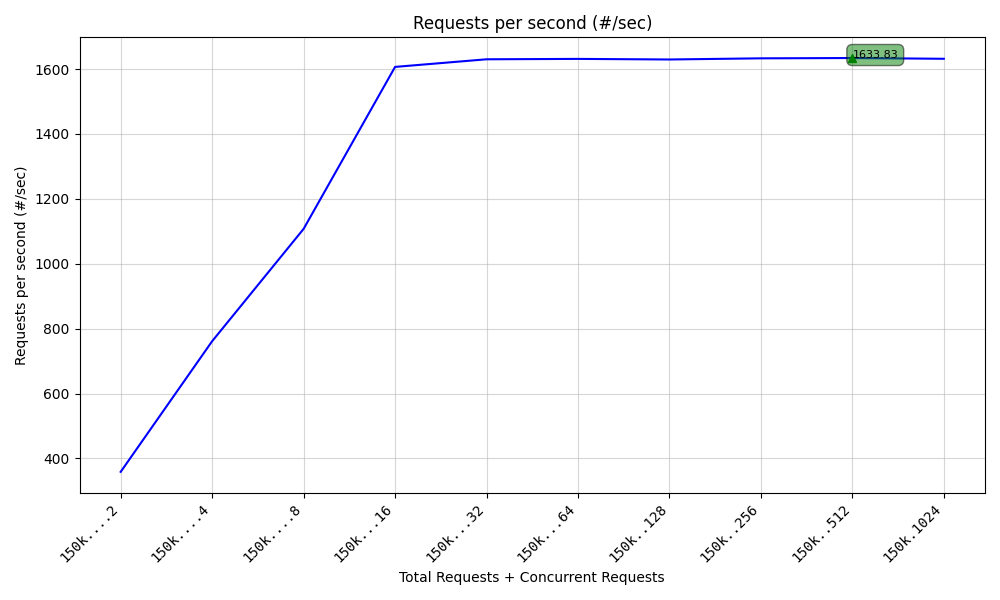 Requests per second (#/sec)
1633.83
1600
1400
1200
1000
800
600
400
Requests per second (#/sec)
150k....2
150k....4
150k....8
150k...16
150k...32
150k...64
150k..128
150k..256
150k..512
150k.1024
Total Requests + Concurrent Requests